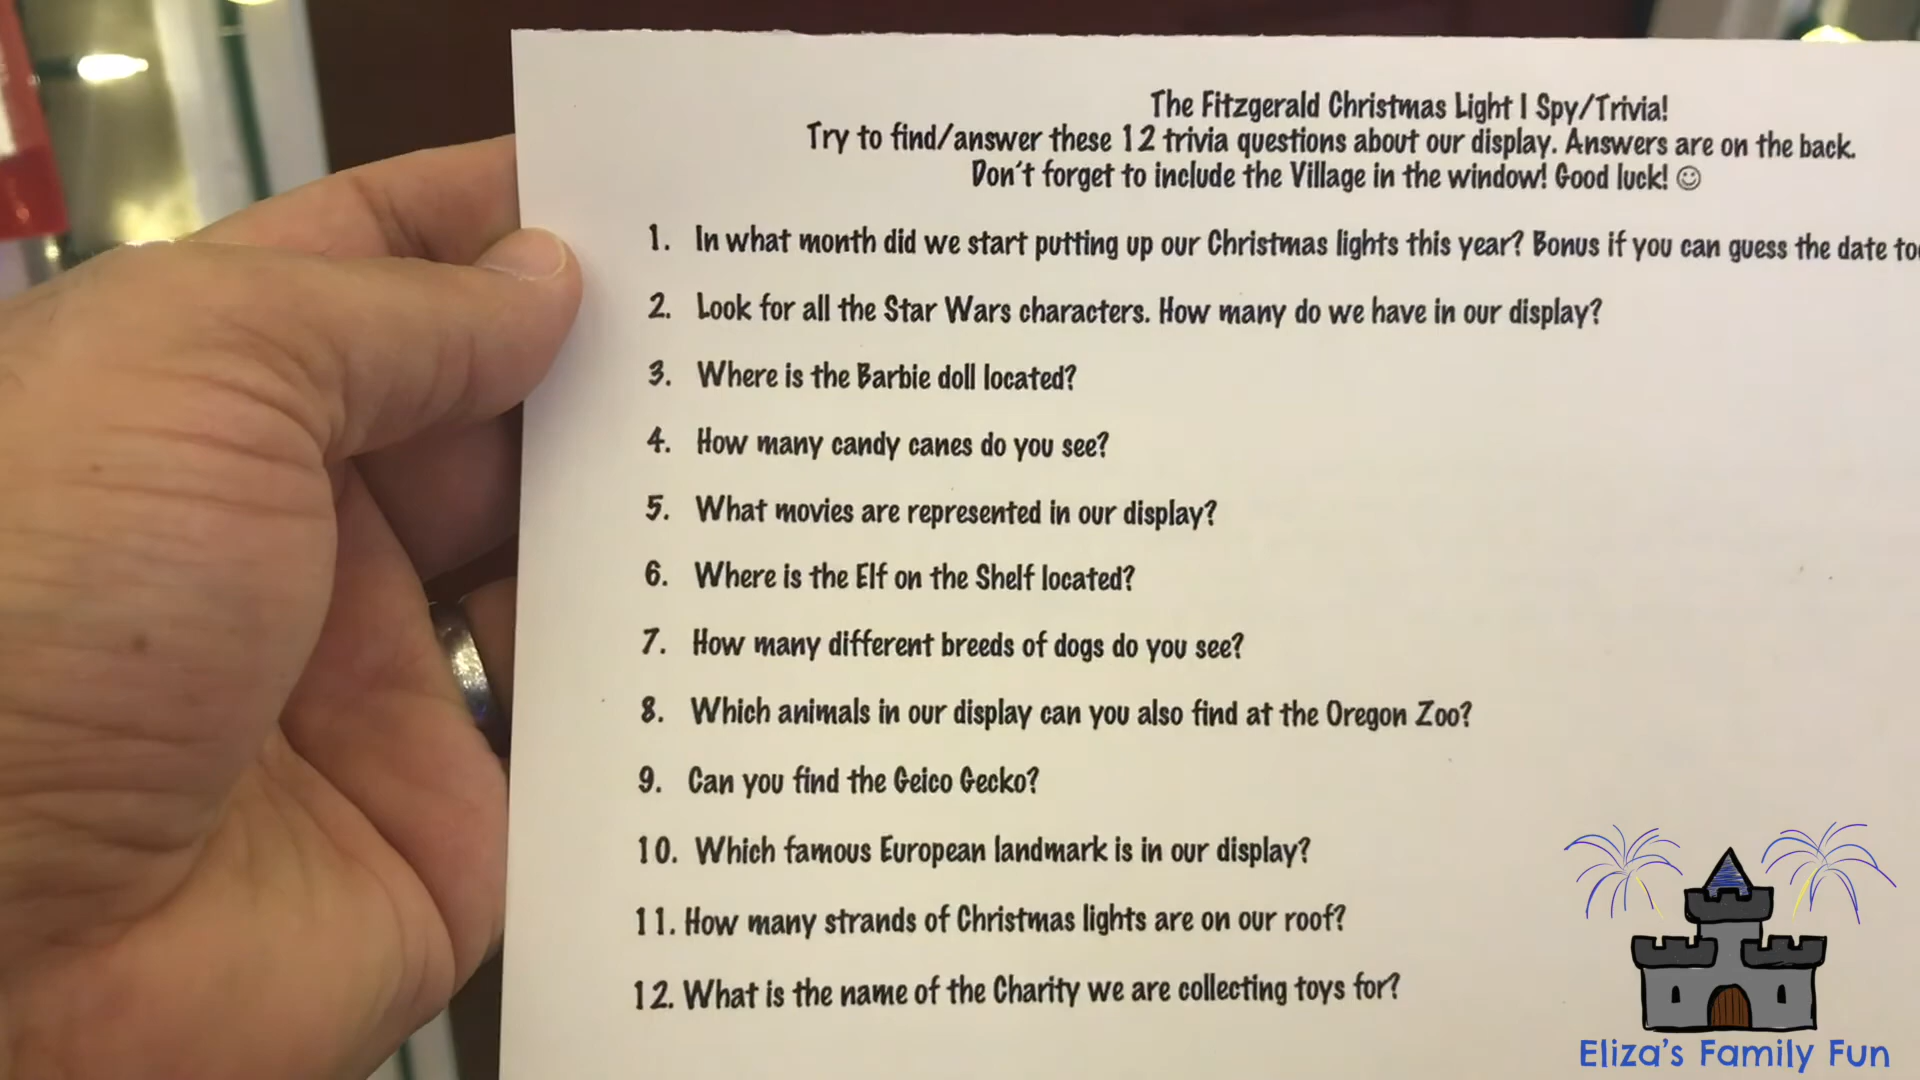 The Fitzgerald Christmas Light I Spy/Trivia!
Try to find/answer these 12 trivia questions about our display. Answers are on the back.
Don't forget to include the Village in the window! Good luck! ☺
1. In what month did we start putting up our Christmas lights this year? Bonus if you can guess the date
2. Look for all the Star Wars characters. How many do we have in our display?
3. Where is the Barbie doll located?
4. How many candy canes do you see?
5. What movies are represented in our display?
6. Where is the Elf on the Shelf located?
7. How many different breeds of dogs do you see?
8. Which animals in our display can you also find at the Oregon Zoo?
9. Can you find the Geico Gecko?
10. Which famous European landmark is in our display?
11. How many strands of Christmas lights are on our roof?
12. What is the name of the Charity we are collecting toys for?
Eliza's Family Fun